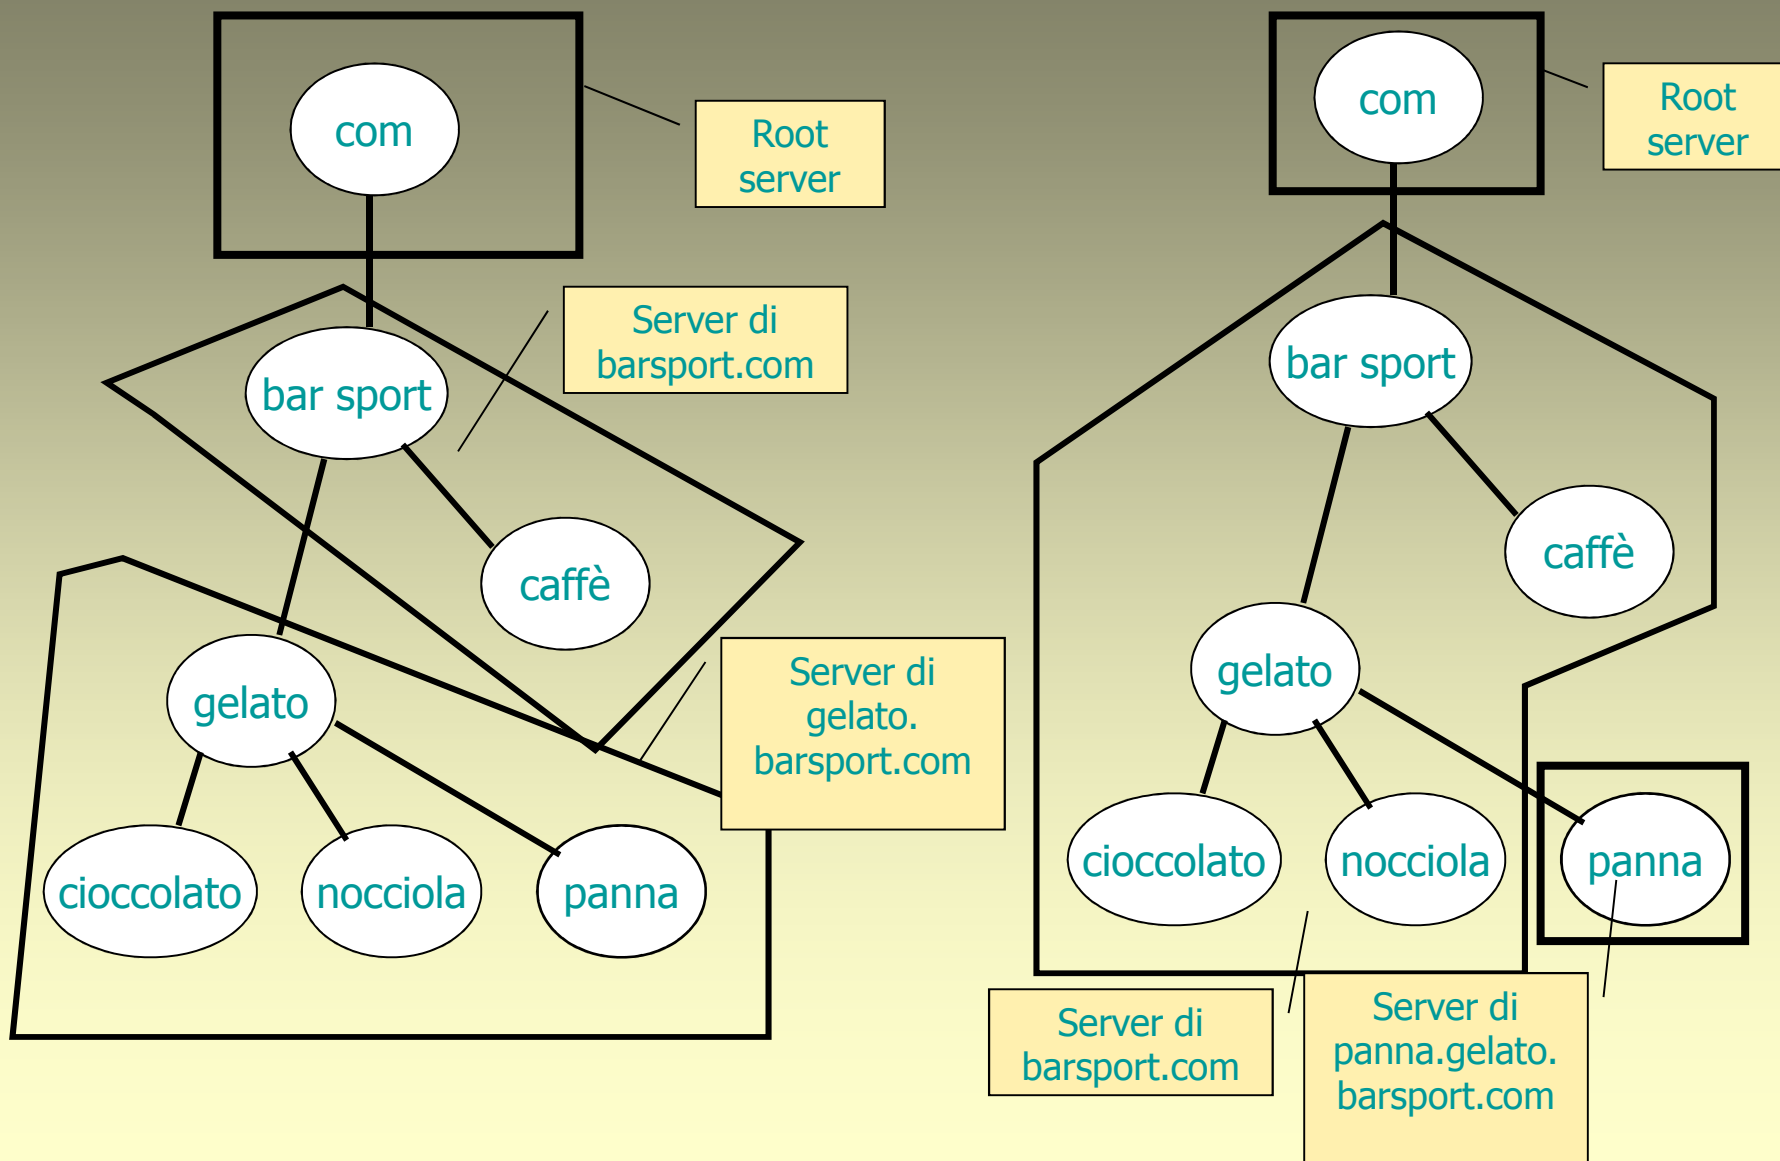 com
Root
server
Server di
barsport.com
bar sport
caffè
Server di
gelato.
barsport.com
gelato
cioccolato
nocciola
panna
com
Root
server
bar sport
caffè
gelato
cioccolato
nocciola
panna
Server di
barsport.com
Server di
panna.gelato.
barsport.com